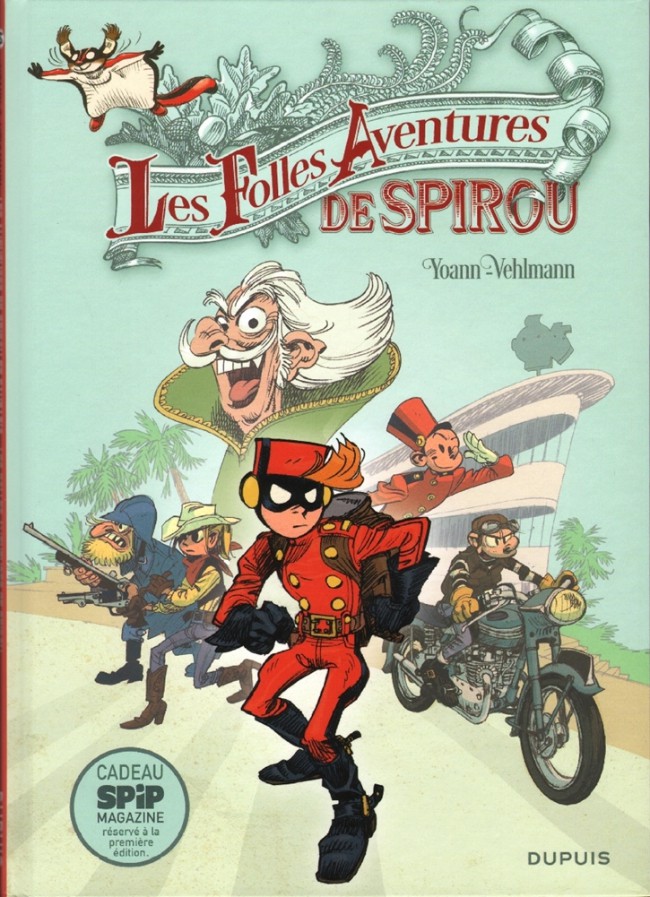 Les Folles Aventures
DE SPIROU
Yoann-Vehlmann
CADEAU
SPiP
MAGAZINE
réservé à la
première
édition.
DUPUIS